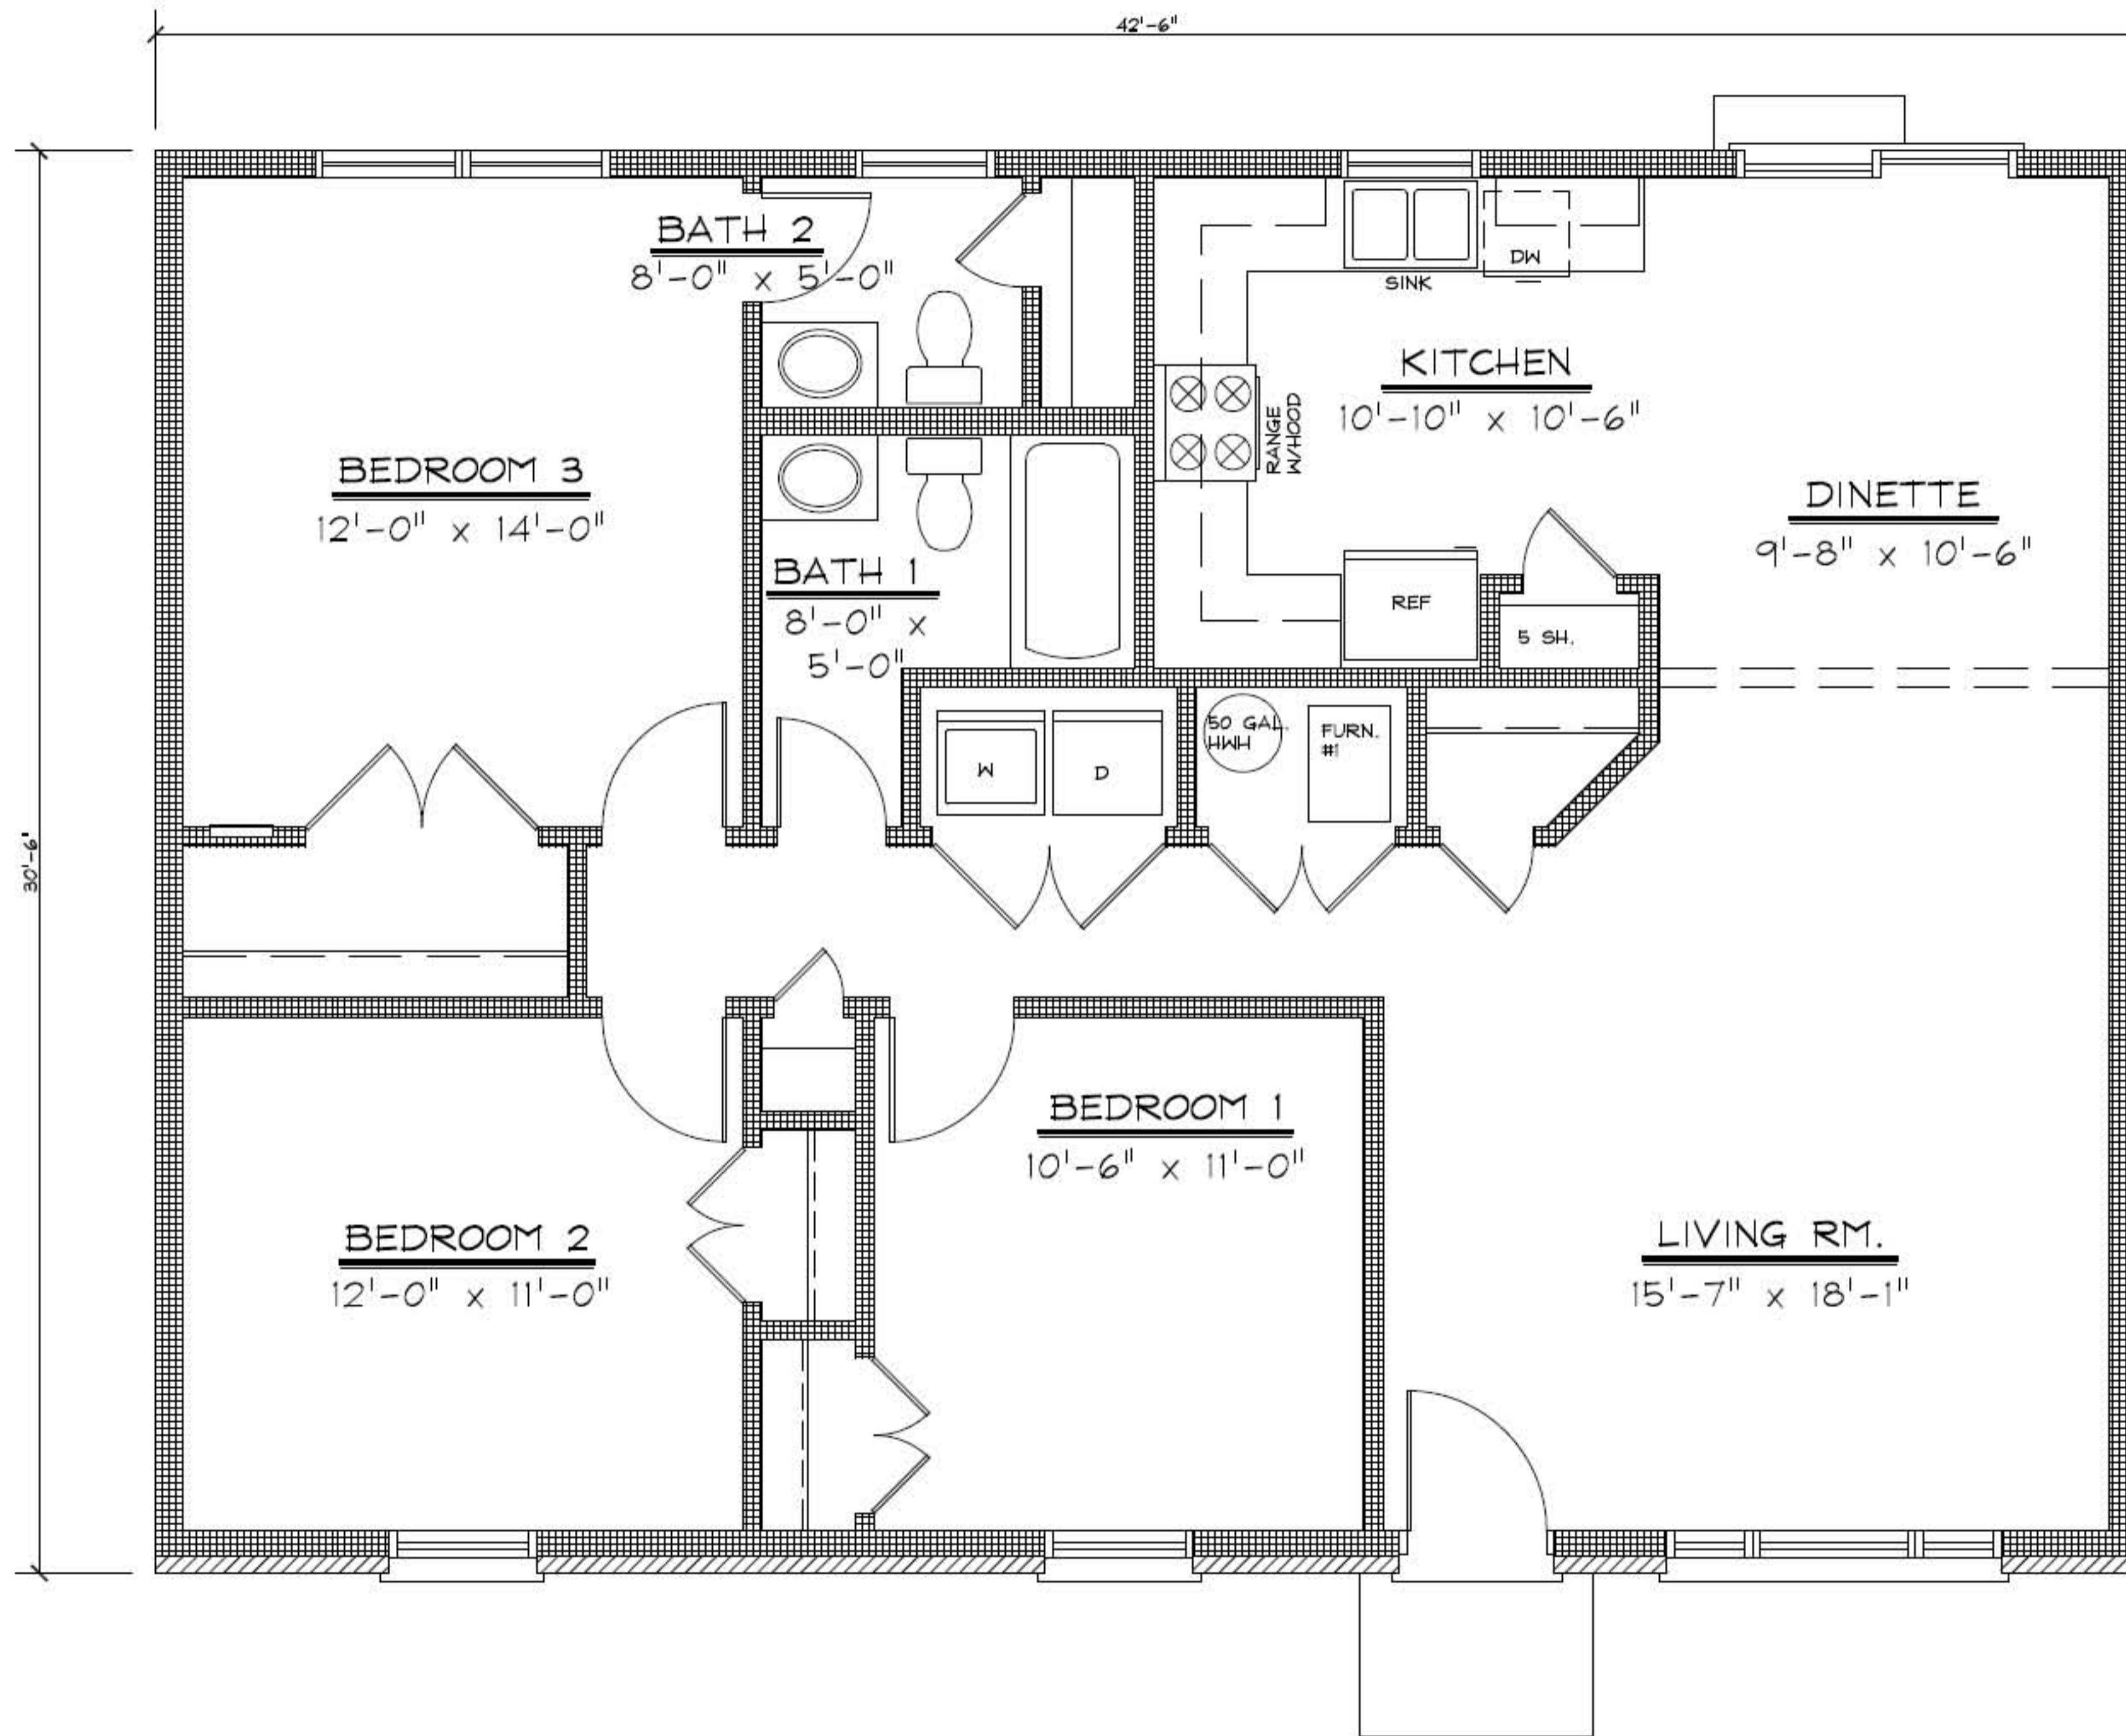 42'-6"
BATH 2
8'-0" x 5'-0"
DW
SINK
KITCHEN
10'-10" x 10'-6"
RANGE
W/HOOD
BEDROOM 3
12'-0" x 14'-0"
DINETTE
9'-8" x 10'-6"
BATH 1
8'-0" x
5'-0"
REF
5 SH.
50 GAL.
HWH
FURN.
#1
W
D
30'-6"
BEDROOM 1
10'-6" x 11'-0"
BEDROOM 2
12'-0" x 11'-0"
LIVING RM.
15'-7" x 18'-1"